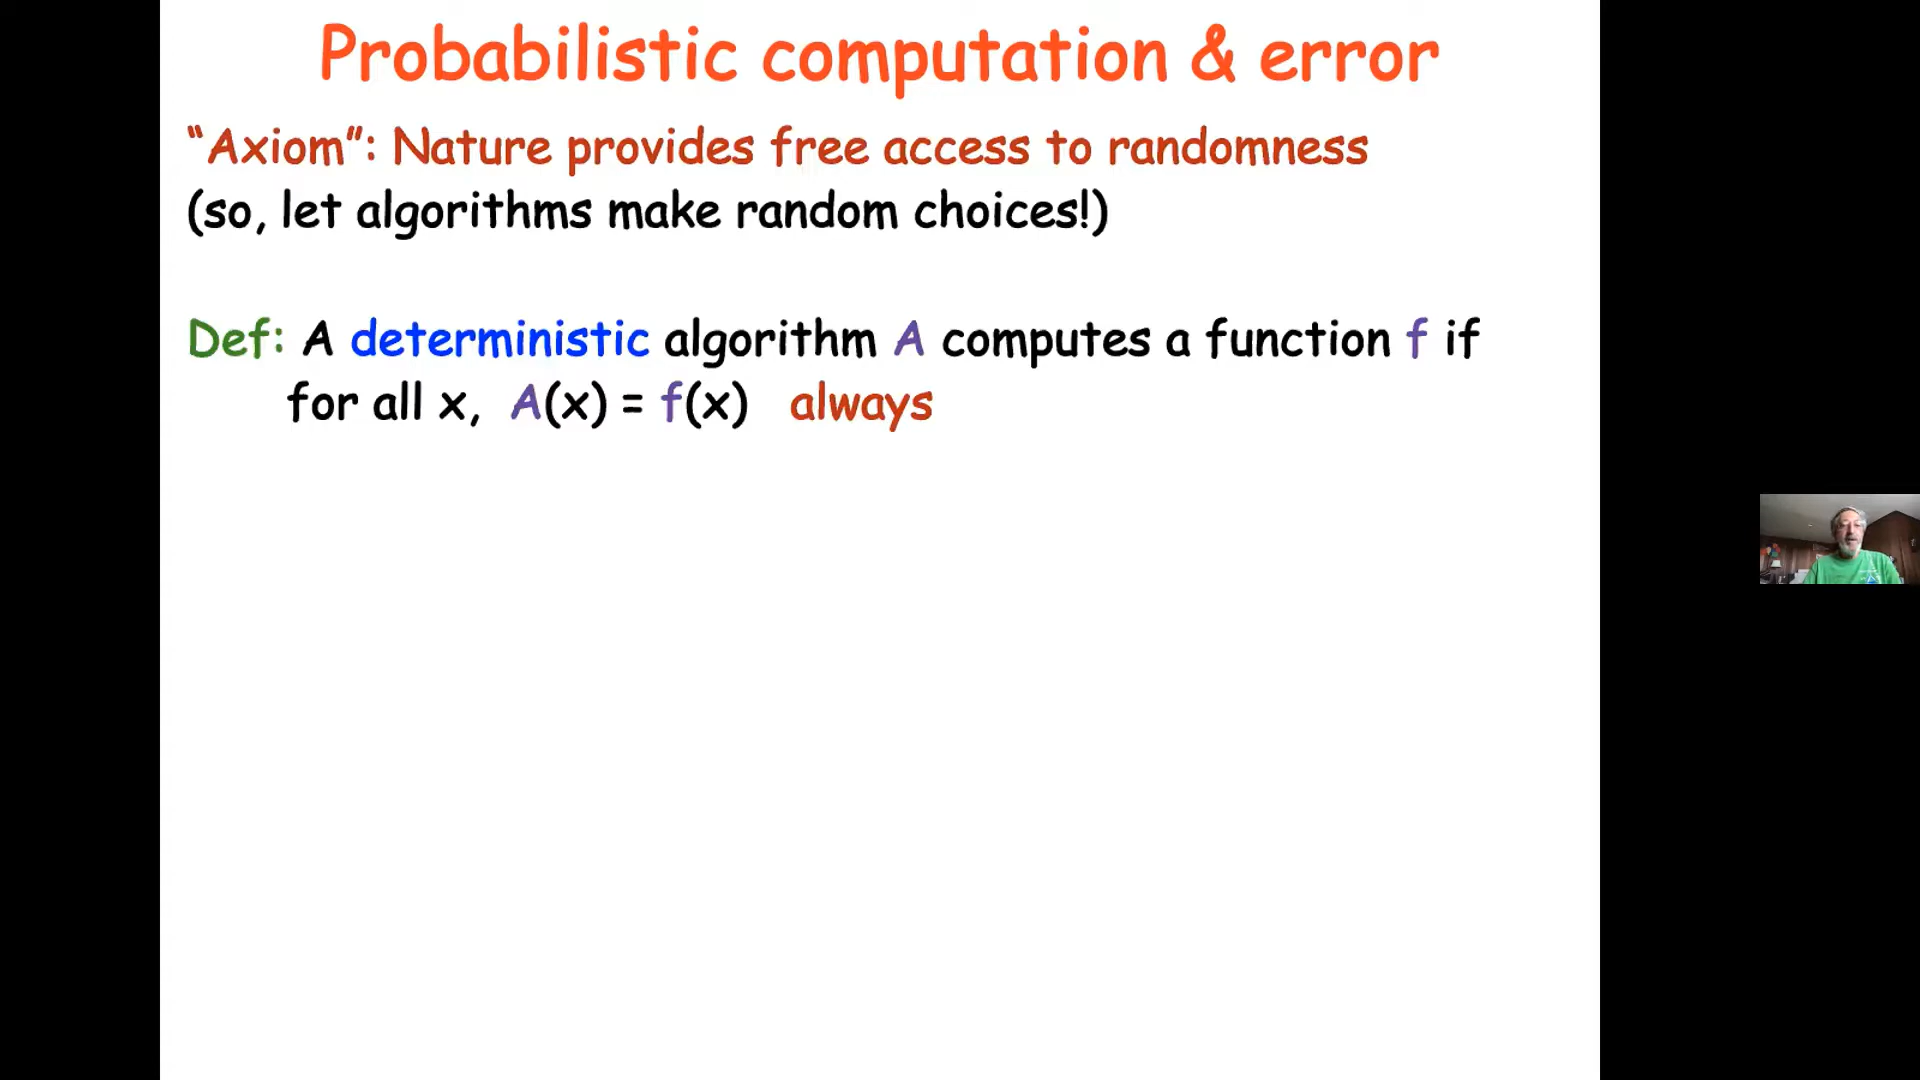 Probabilistic computation & error
“Axiom”: Nature provides free access to randomness
(so, let algorithms make random choices!)
Def: A deterministic algorithm A computes a function f if
for all x, A(x) = f(x) always